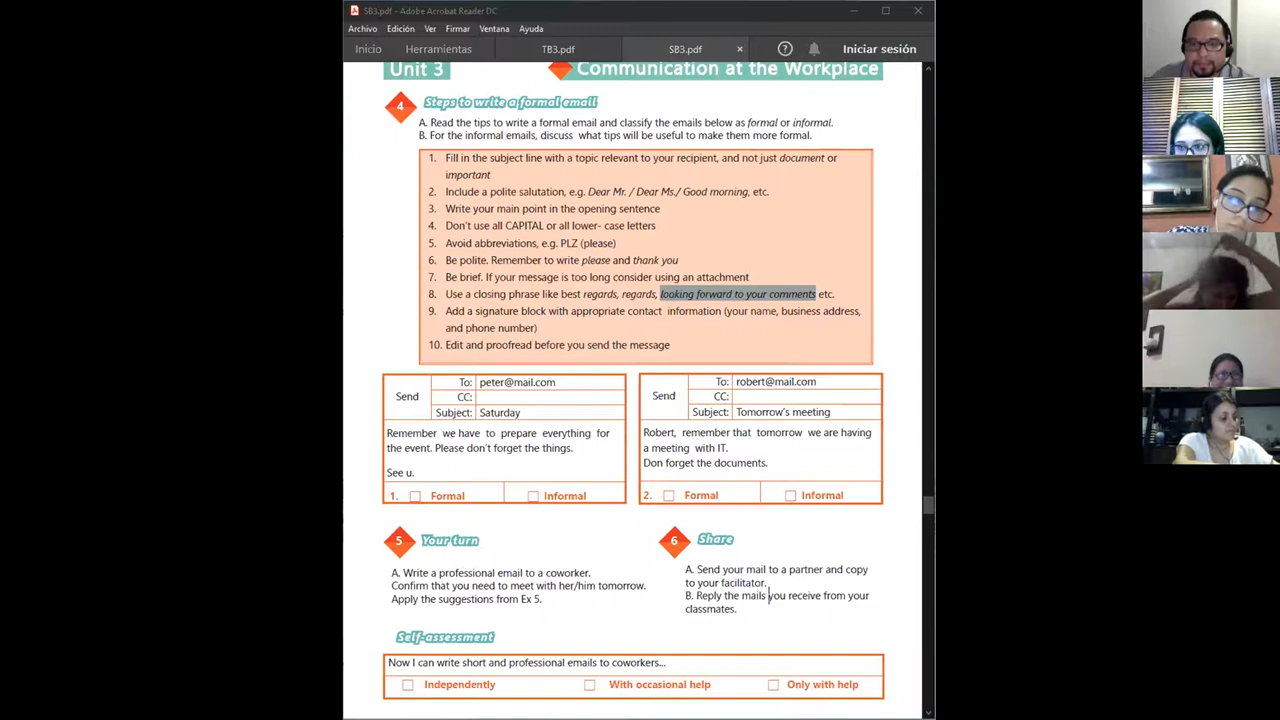 SB3.pdf - Adobe Acrobat Reader DC
Archivo Edición Ver Firmar Ventana Ayuda
Inicio Herramientas TB3.pdf SB3.pdf × ? Iniciar sesión
Unit 3 Communication at the Workplace
4 Steps to write a formal email
A. Read the tips to write a formal email and classify the emails below as formal or informal.
B. For the informal emails, discuss what tips will be useful to make them more formal.
1. Fill in the subject line with a topic relevant to your recipient, and not just document or
important
2. Include a polite salutation, e.g. Dear Mr. / Dear Ms./ Good morning, etc.
3. Write your main point in the opening sentence
4. Don't use all CAPITAL or all lower- case letters
5. Avoid abbreviations, e.g. PLZ (please)
6. Be polite. Remember to write please and thank you
7. Be brief. If your message is too long consider using an attachment
8. Use a closing phrase like best regards, regards, looking forward to your comments etc.
9. Add a signature block with appropriate contact information (your name, business address,
and phone number)
10. Edit and proofread before you send the message
Send
To: peter@mail.com
CC:
Subject: Saturday
Remember we have to prepare everything for
the event. Please don't forget the things.
See u.
1. Formal Informal
Send
To: robert@mail.com
CC:
Subject: Tomorrow's meeting
Robert, remember that tomorrow we are having
a meeting with IT.
Don forget the documents.
2. Formal Informal
5 Your turn
A. Write a professional email to a coworker.
Confirm that you need to meet with her/him tomorrow.
Apply the suggestions from Ex 5.
6 Share
A. Send your mail to a partner and copy
to your facilitator.
B. Reply the mails you receive from your
classmates.
Self-assessment
Now I can write short and professional emails to coworkers...
Independently With occasional help Only with help